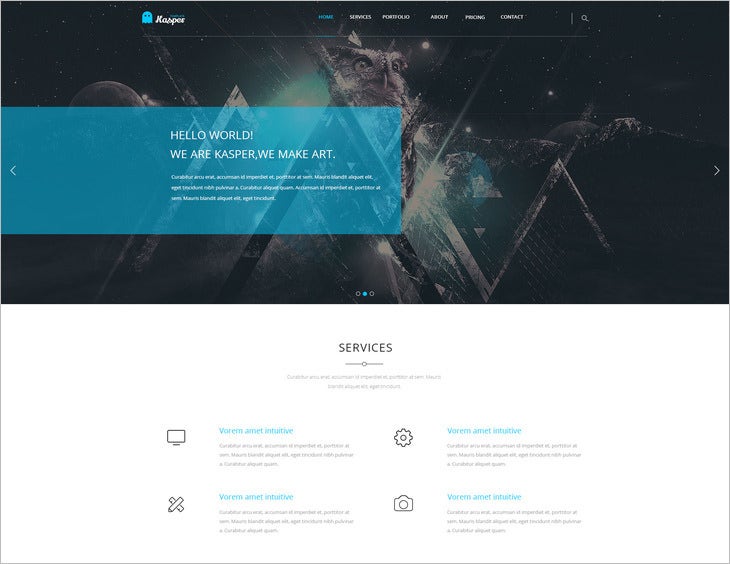 Kasper
HOME SERVICES PORTFOLIO ABOUT PRICING CONTACT
HELLO WORLD!
WE ARE KASPER,WE MAKE ART.
Curabitur arcu erat, accumsan id imperdiet et, porttitor at sem. Mauris blandit aliquet elit,
eget tincidunt nibh pulvinar a. Curabitur aliquet quam. Accumsan id imperdiet et, porttitor at
sem. Mauris blandit aliquet elit, eget tincidunt.
SERVICES
Curabitur arcu erat, accumsan id imperdiet et, porttitor at sem. Mauris
blandit aliquet elit, eget tincidunt.
Vorem amet intuitive
Curabitur arcu erat, accumsan id imperdiet et, porttitor at
sem. Mauris blandit aliquet elit, eget tincidunt nibh pulvinar
a. Curabitur aliquet quam.
Vorem amet intuitive
Curabitur arcu erat, accumsan id imperdiet et, porttitor at
sem. Mauris blandit aliquet elit, eget tincidunt nibh pulvinar
a. Curabitur aliquet quam.
Vorem amet intuitive
Curabitur arcu erat, accumsan id imperdiet et, porttitor at
sem. Mauris blandit aliquet elit, eget tincidunt nibh pulvinar
a. Curabitur aliquet quam.
Vorem amet intuitive
Curabitur arcu erat, accumsan id imperdiet et, porttitor at
sem. Mauris blandit aliquet elit, eget tincidunt nibh pulvinar
a. Curabitur aliquet quam.